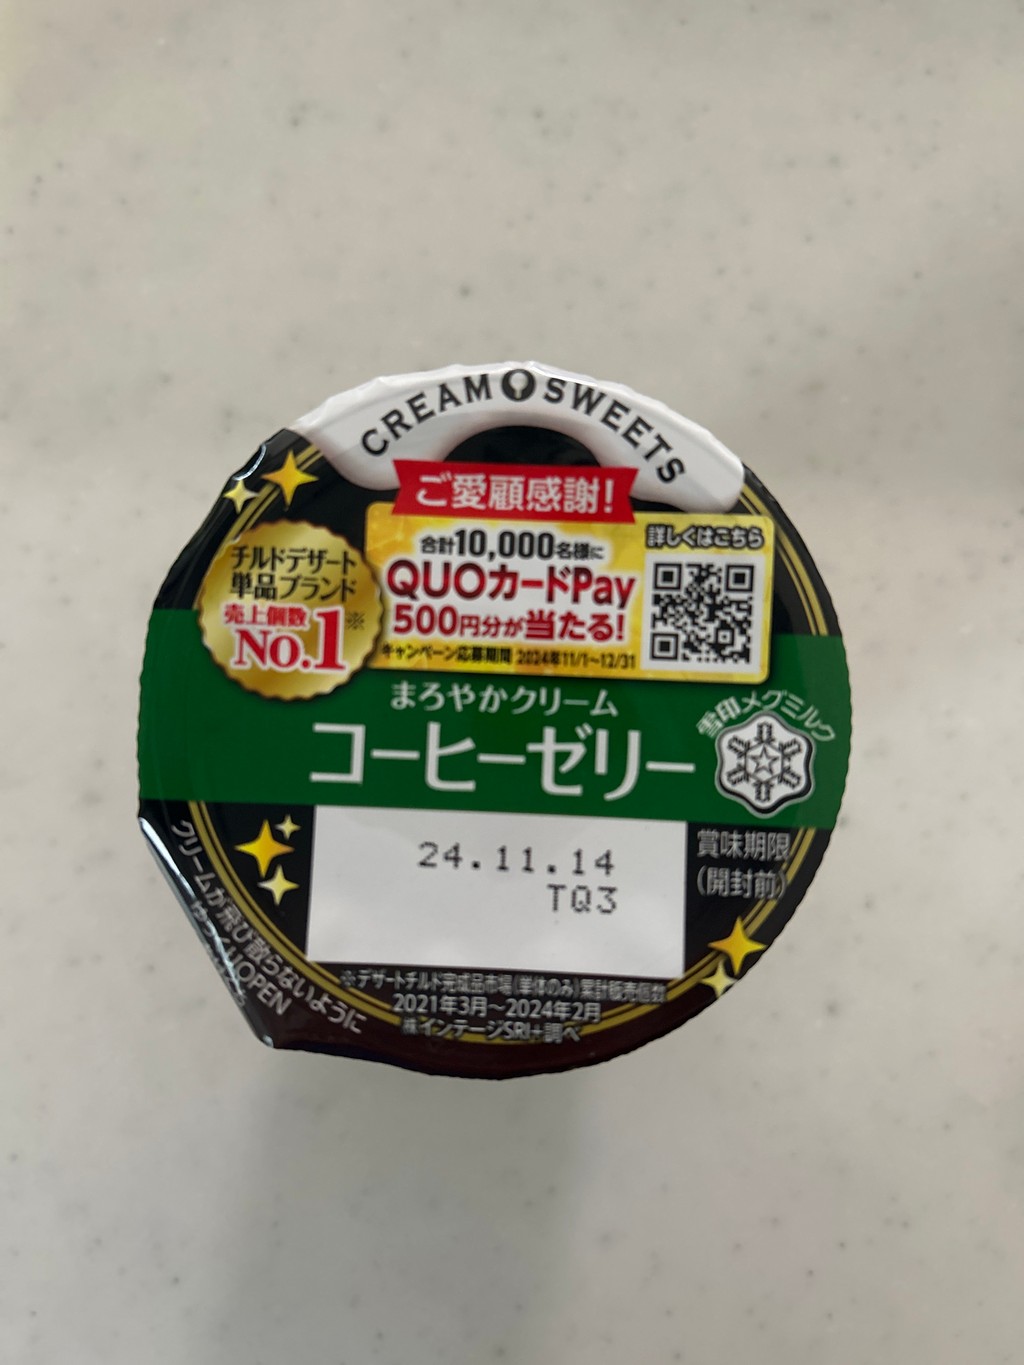 CREAM SWEETS
ご愛顧感謝!
チルドデザート
単品ブランド
売上個数
No.1※
合計10,000名様に
QUOカードPay
500円分が当たる!
キャンペーン応募期間 2024年11/1〜12/31
詳しくはこちら
まろやかクリーム
コーヒーゼリー
雪印メグミルク
24.11.14
TQ3
賞味期限
(開封前)
クリームが飛び散らないように
ゆっくりOPEN
※デザートチルド完成品市場(単体のみ)累計販売個数
2021年3月〜2024年2月
㈱インテージSRI+調べ